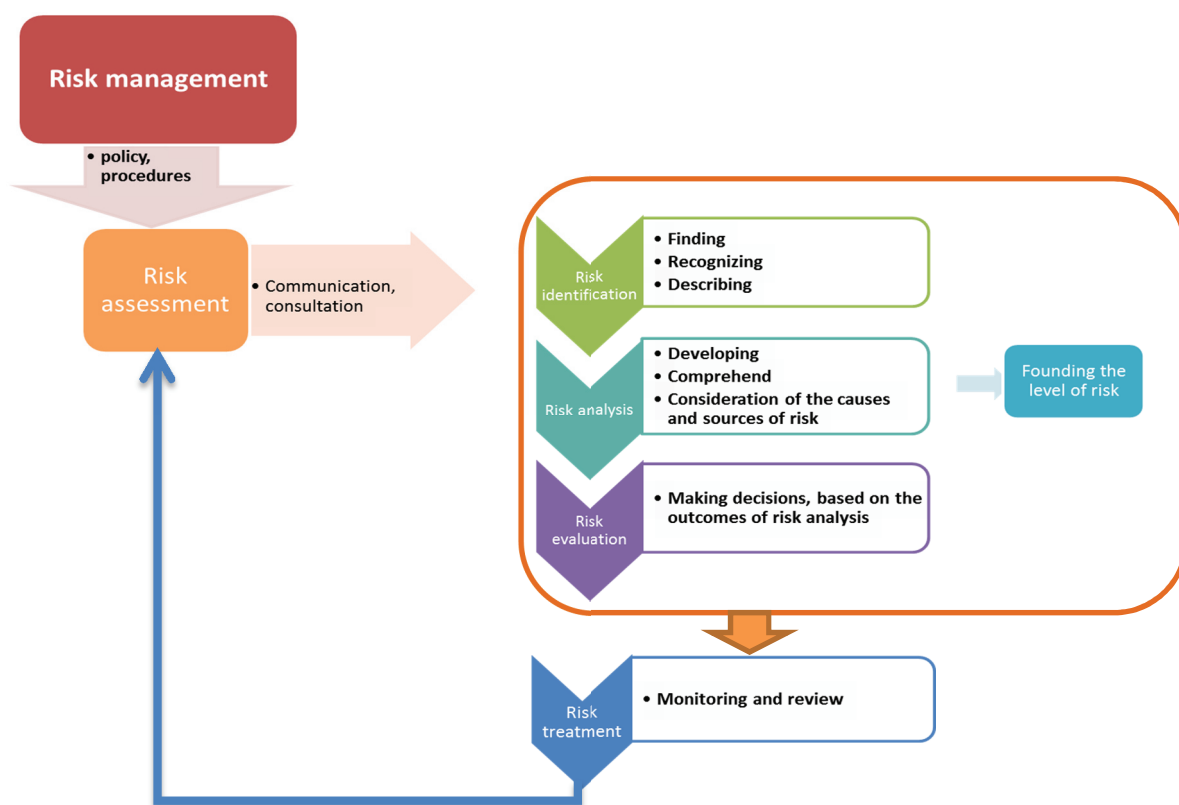 Risk management
• policy,
procedures
Risk
assessment
• Communication,
consultation
Risk
identification
• Finding
• Recognizing
• Describing
Risk analysis
• Developing
• Comprehend
• Consideration of the causes
and sources of risk
Founding the
level of risk
Risk
evaluation
• Making decisions, based on the
outcomes of risk analysis
Risk
treatment
• Monitoring and review